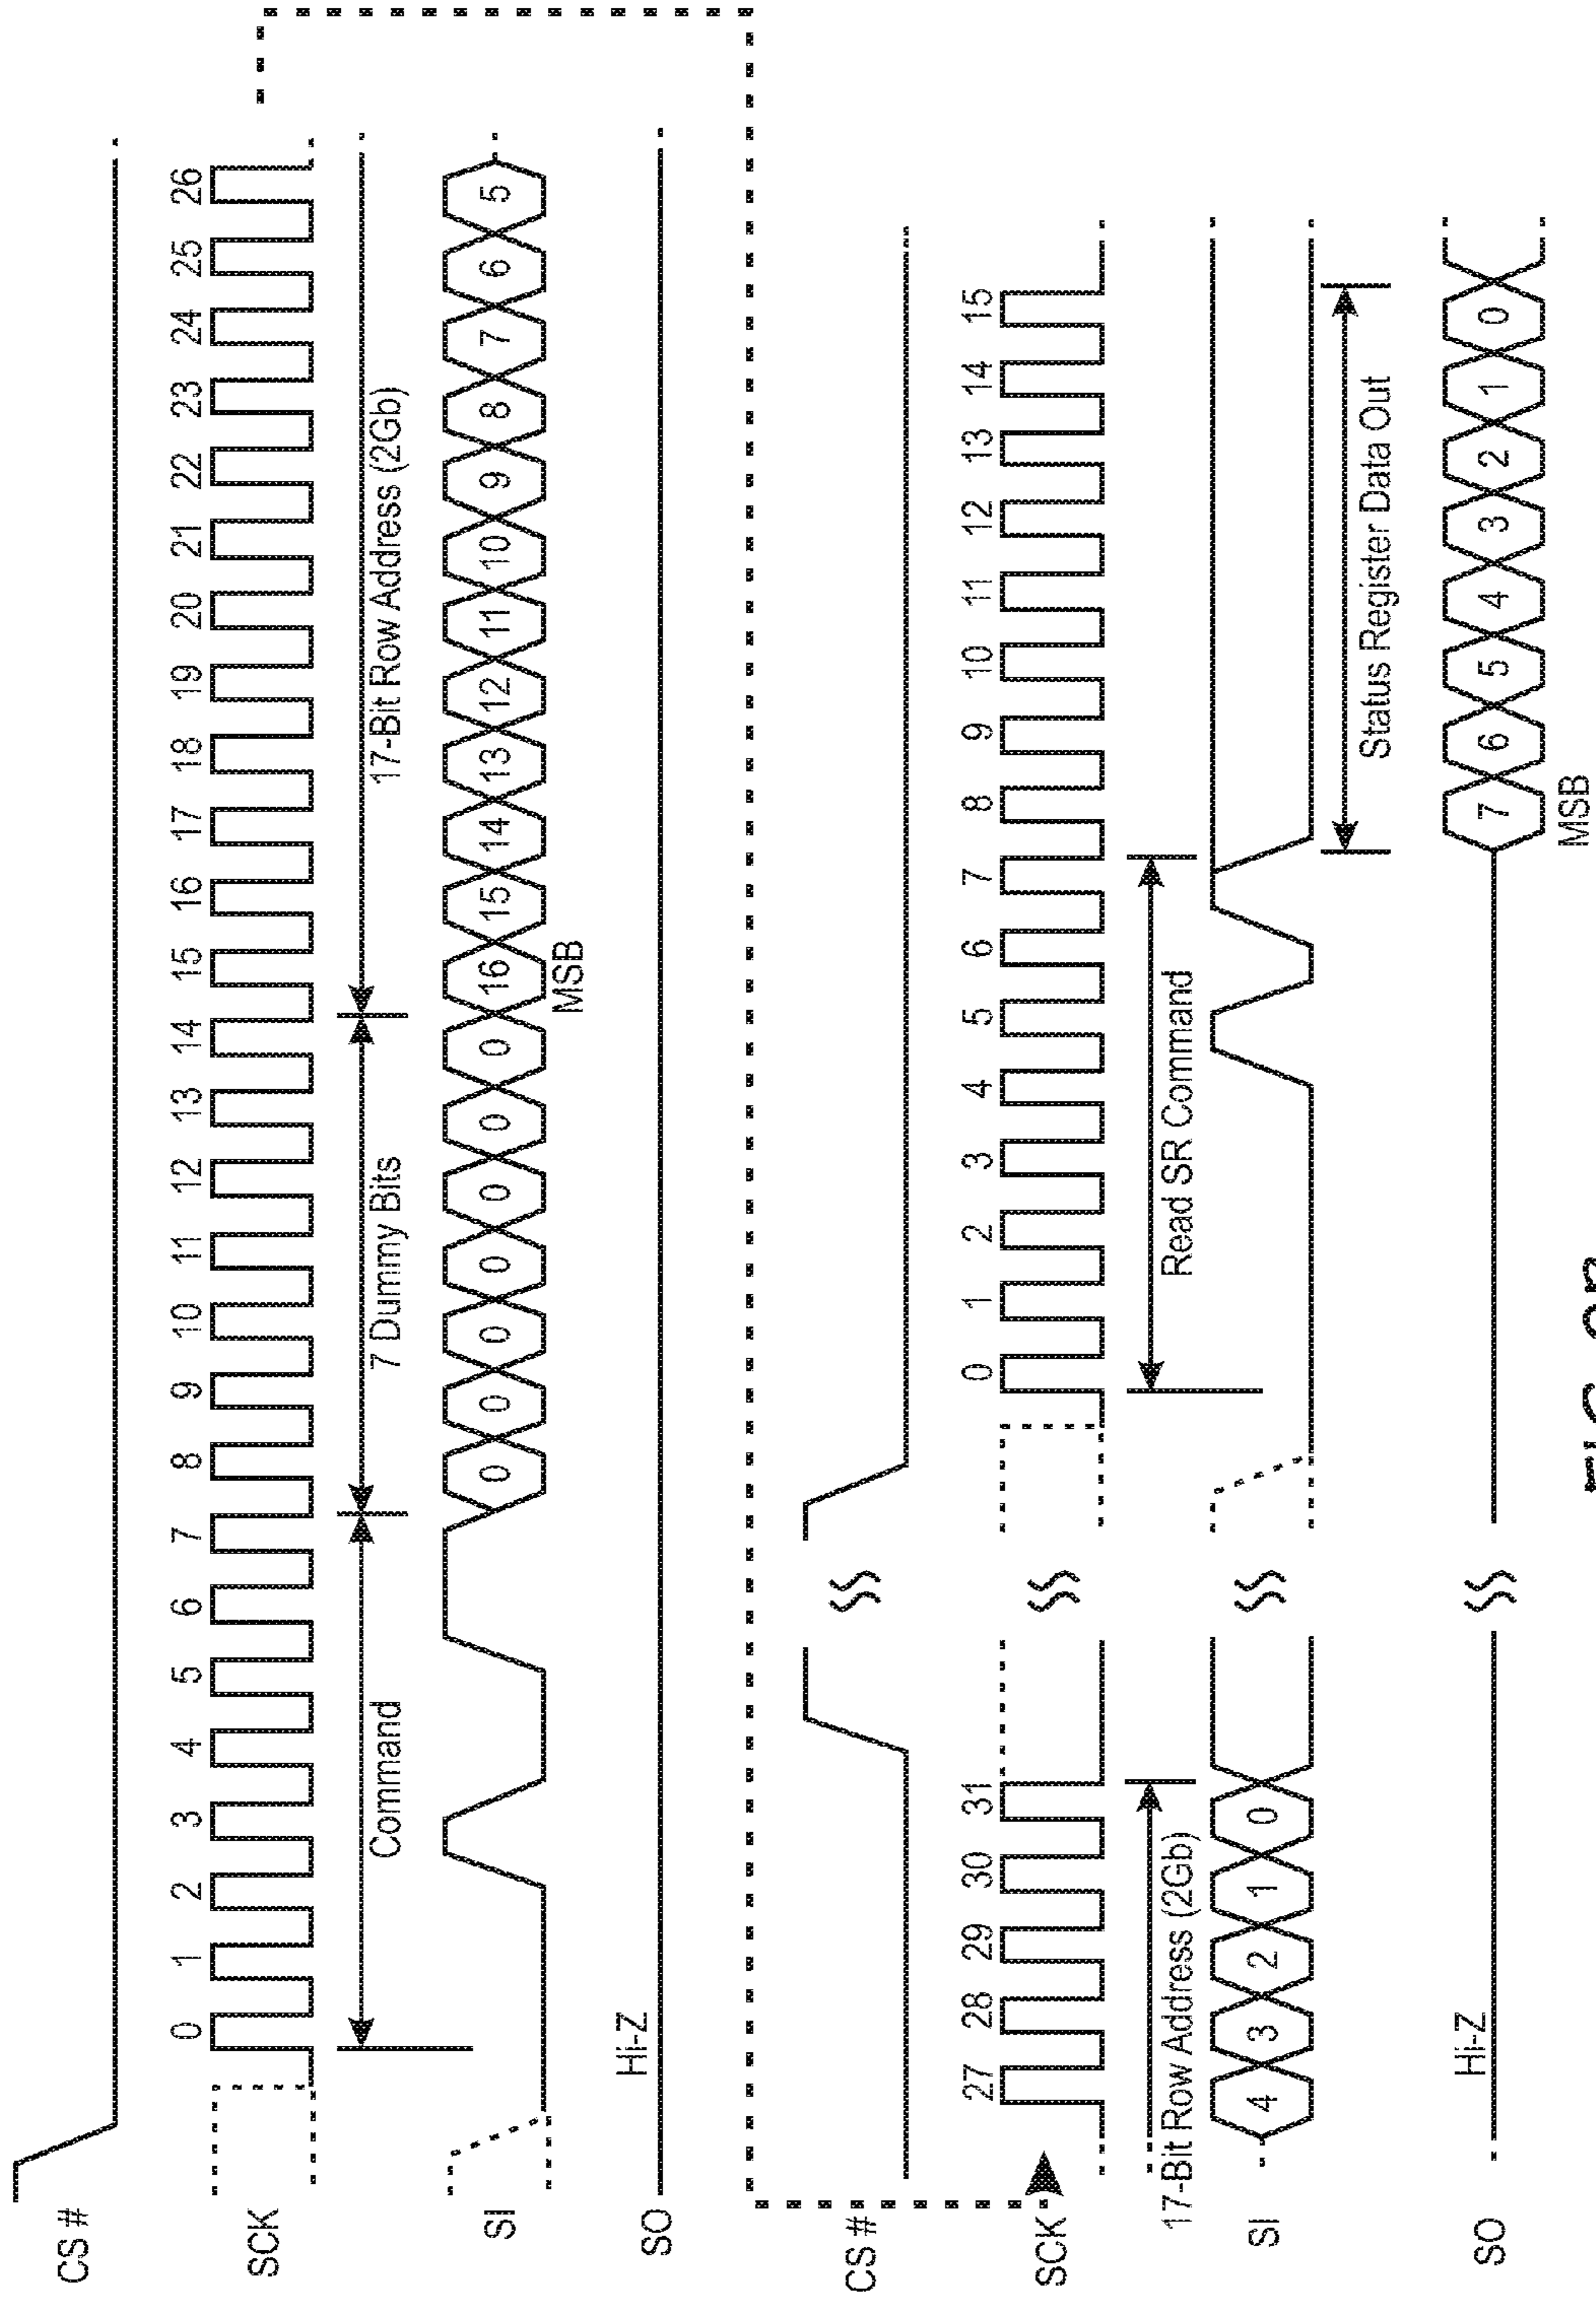 CS #
SCK
0 1 2 3 4 5 6 7 8 9 10 11 12 13 14 15 16 17 18 19 20 21 22 23 24 25 26
Command
7 Dummy Bits
17-Bit Row Address (2Gb)
SI
0 0 0 0 0 0 0 16 15 14 13 12 11 10 9 8 7 6 5
MSB
Hi-Z
SO
CS #
SCK
27 28 29 30 31 0 1 2 3 4 5 6 7 8 9 10 11 12 13 14 15
17-Bit Row Address (2Gb)
Read SR Command
SI
4 3 2 1 0
Status Register Data Out
Hi-Z
SO
7 6 5 4 3 2 1 0
MSB